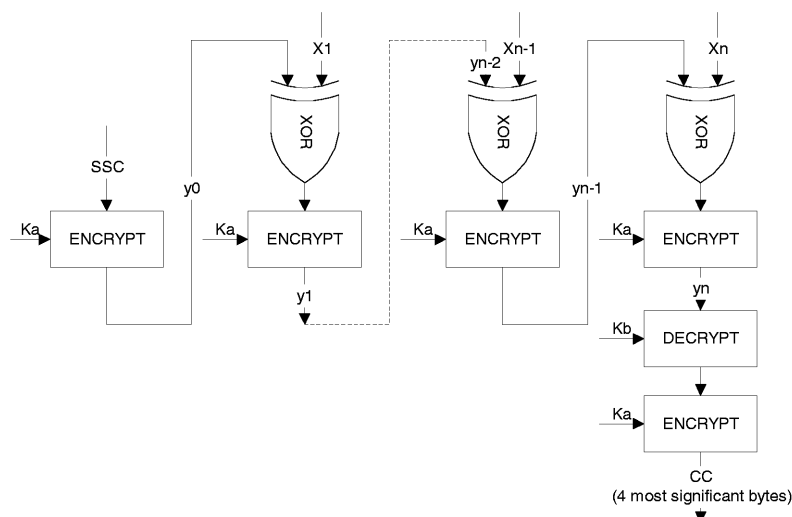 X1
Xn-1
Xn
yn-2
XOR
XOR
XOR
SSC
y0
yn-1
Ka
ENCRYPT
Ka
ENCRYPT
Ka
ENCRYPT
Ka
ENCRYPT
y1
yn
Kb
DECRYPT
Ka
ENCRYPT
CC
(4 most significant bytes)